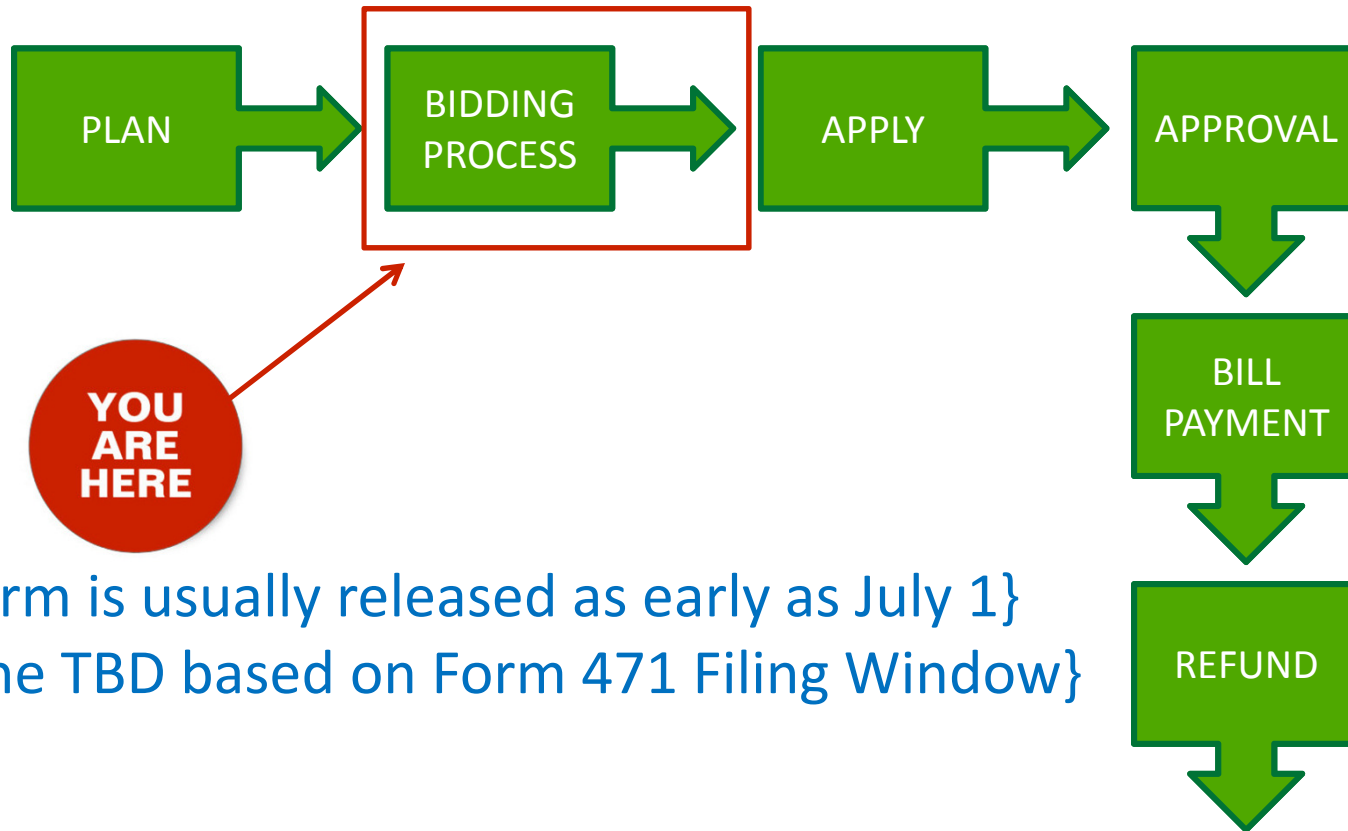 PLAN
BIDDING
PROCESS
APPLY
APPROVAL
YOU
ARE
HERE
BILL
PAYMENT
rm is usually released as early as July 1}
ne TBD based on Form 471 Filing Window}
REFUND